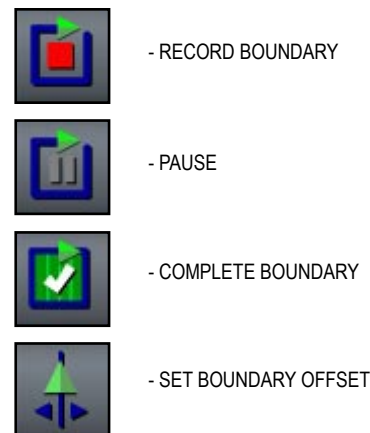 - RECORD BOUNDARY
- PAUSE
- COMPLETE BOUNDARY
- SET BOUNDARY OFFSET